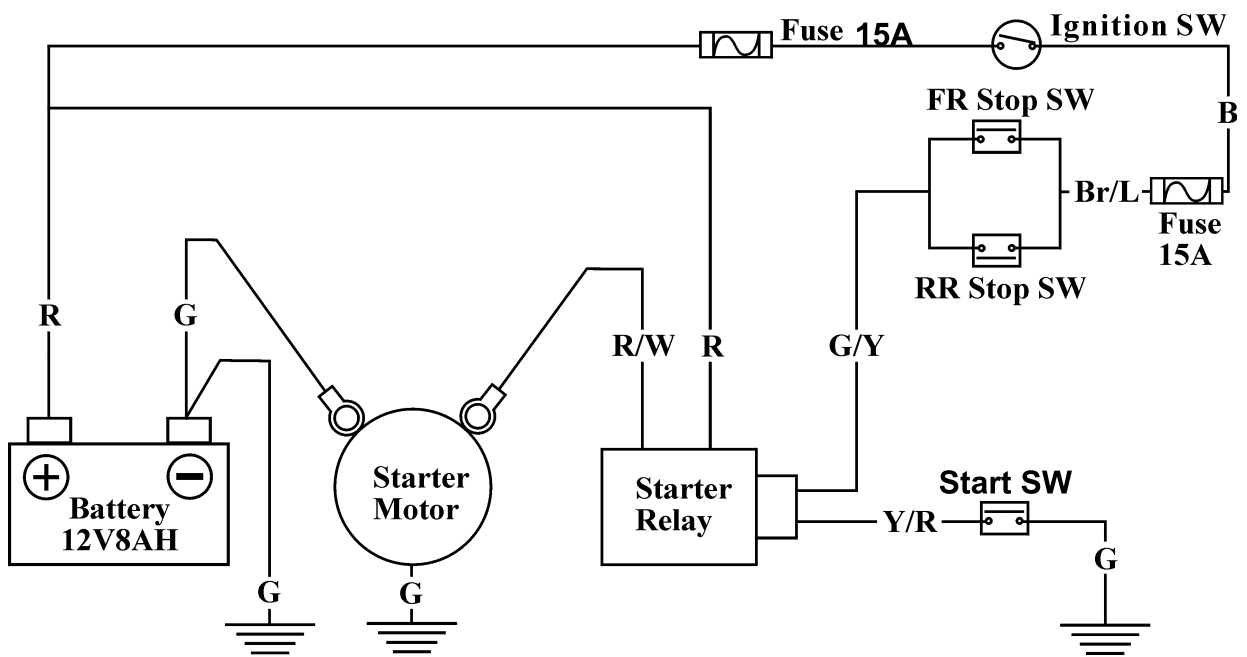 Fuse 15A
Ignition SW
FR Stop SW
B
Br/L
Fuse
15A
RR Stop SW
R
G
R/W
R
G/Y
+
−
Battery
12V8AH
Starter
Motor
Starter
Relay
Start SW
Y/R
G
G
G